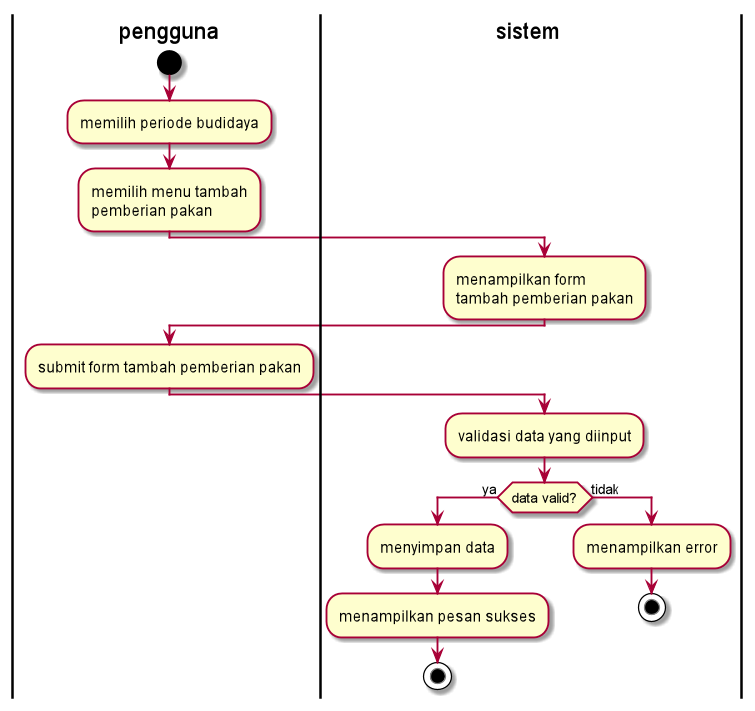 pengguna
sistem
memilih periode budidaya
memilih menu tambah
pemberian pakan
menampilkan form
tambah pemberian pakan
submit form tambah pemberian pakan
validasi data yang diinput
ya
data valid?
tidak
menyimpan data
menampilkan error
menampilkan pesan sukses